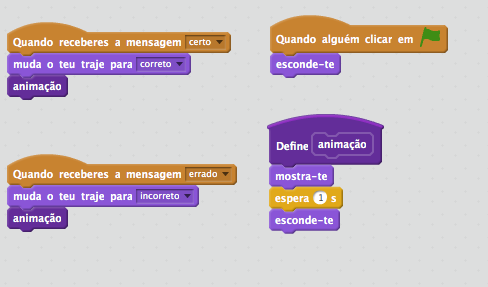 Quando receberes a mensagem certo
muda o teu traje para correto
animação
Quando receberes a mensagem errado
muda o teu traje para incorreto
animação
Quando alguém clicar em
esconde-te
Define animação
mostra-te
espera 1 s
esconde-te